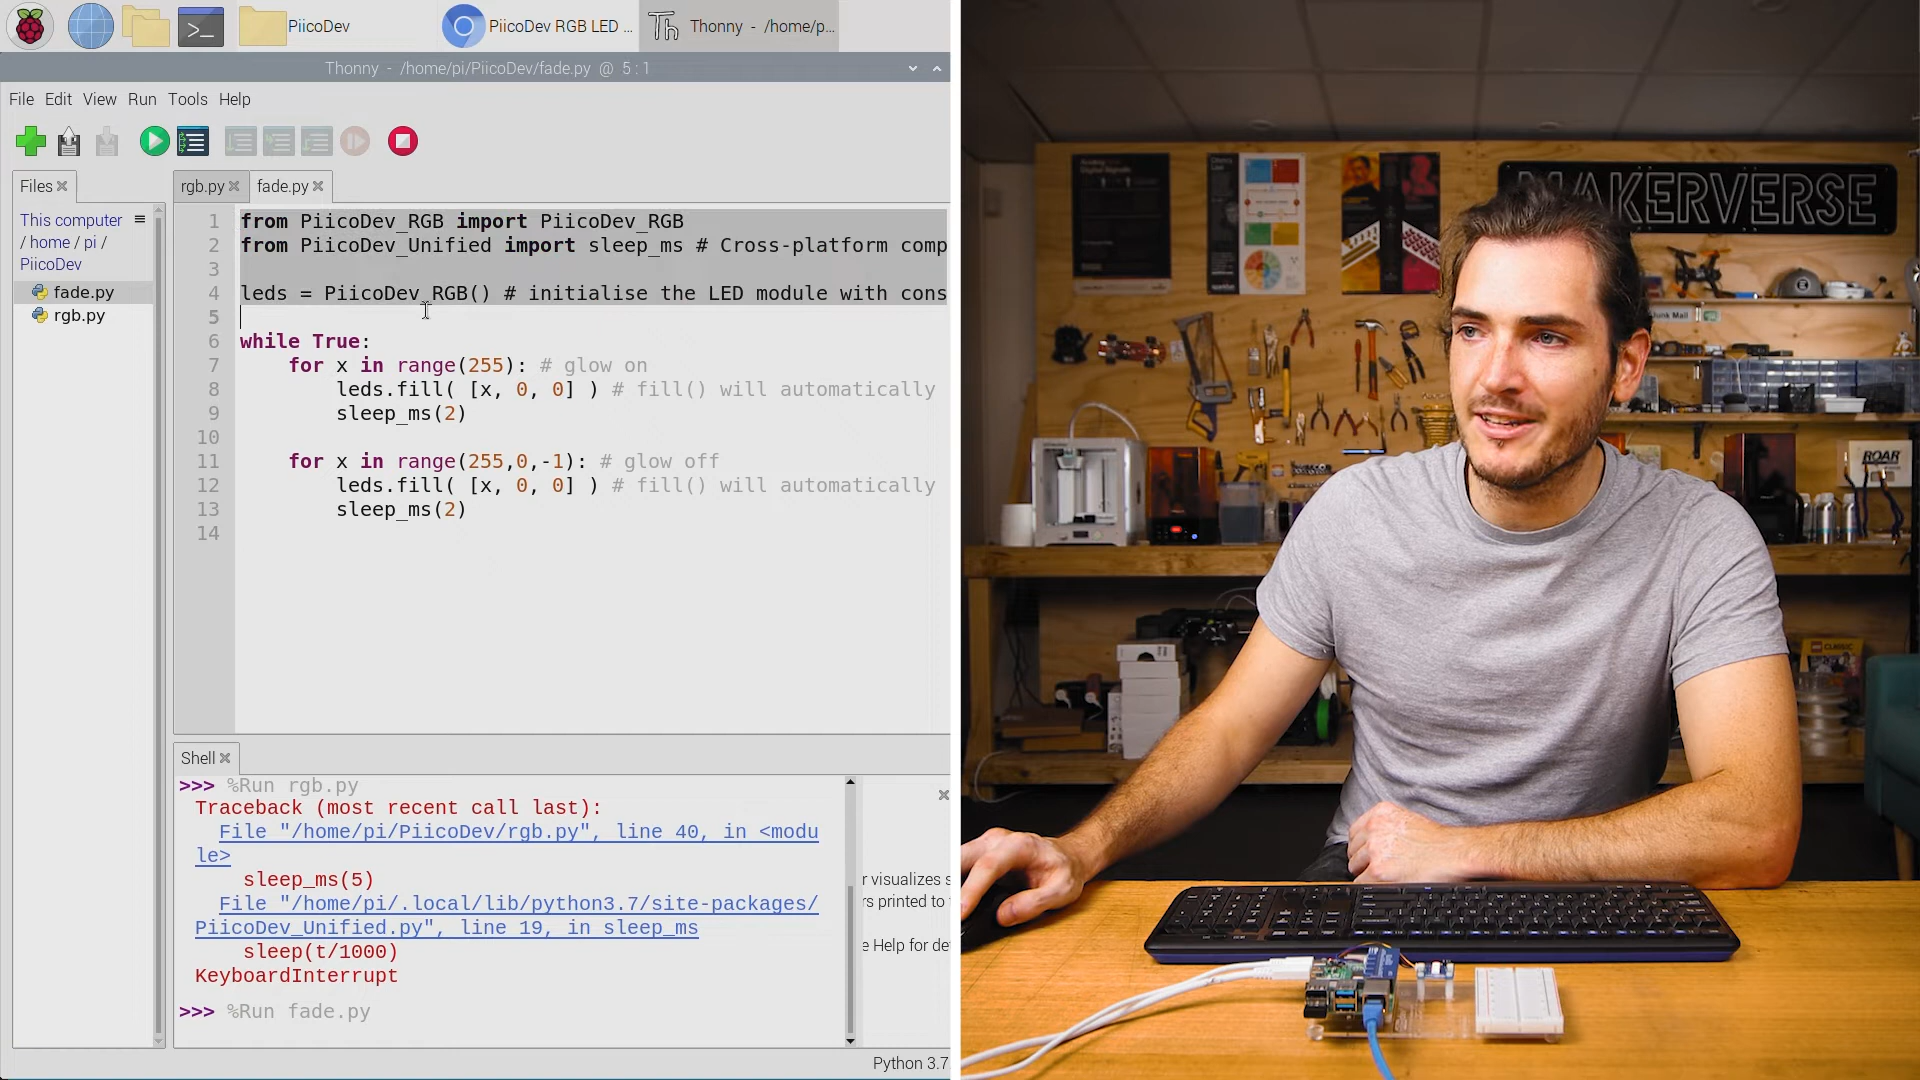 PiicoDev
PiicoDev RGB LED ...
Thonny - /home/p...
Thonny - /home/pi/PiicoDev/fade.py @ 5 : 1
File Edit View Run Tools Help
Files
This computer
/ home / pi /
PiicoDev
fade.py
rgb.py
rgb.py
fade.py
1 from PiicoDev_RGB import PiicoDev_RGB
2 from PiicoDev_Unified import sleep_ms # Cross-platform comp
3
4 leds = PiicoDev_RGB() # initialise the LED module with cons
5
6 while True:
7 for x in range(255): # glow on
8 leds.fill( [x, 0, 0] ) # fill() will automatically
9 sleep_ms(2)
10
11 for x in range(255,0,-1): # glow off
12 leds.fill( [x, 0, 0] ) # fill() will automatically
13 sleep_ms(2)
14
Shell
>>> %Run rgb.py
Traceback (most recent call last):
File "/home/pi/PiicoDev/rgb.py", line 40, in <modu
le>
sleep_ms(5)
File "/home/pi/.local/lib/python3.7/site-packages/
PiicoDev_Unified.py", line 19, in sleep_ms
sleep(t/1000)
KeyboardInterrupt
>>> %Run fade.py
r visualizes s
rs printed to
e Help for de
Python 3.7
MAKERVERSE
Junk Mail
ROAR
CLASSIC